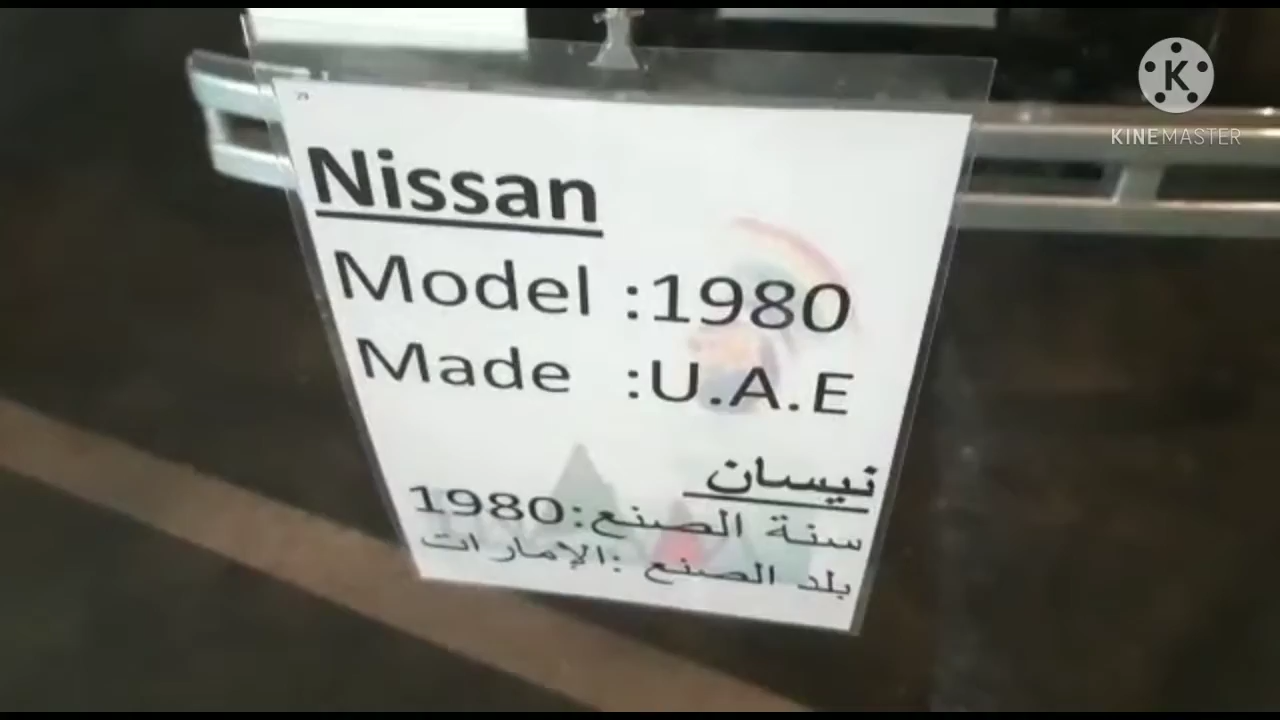 Nissan
Model :1980
Made :U.A.E
نيسان
سنة الصنع:1980
بلد الصنع :الإمارات
K
KINEMASTER